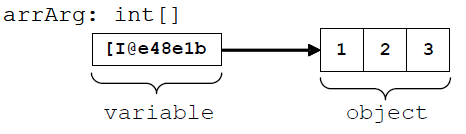 arrArg: int[]
[I@e48e1b 1 2 3
variable object